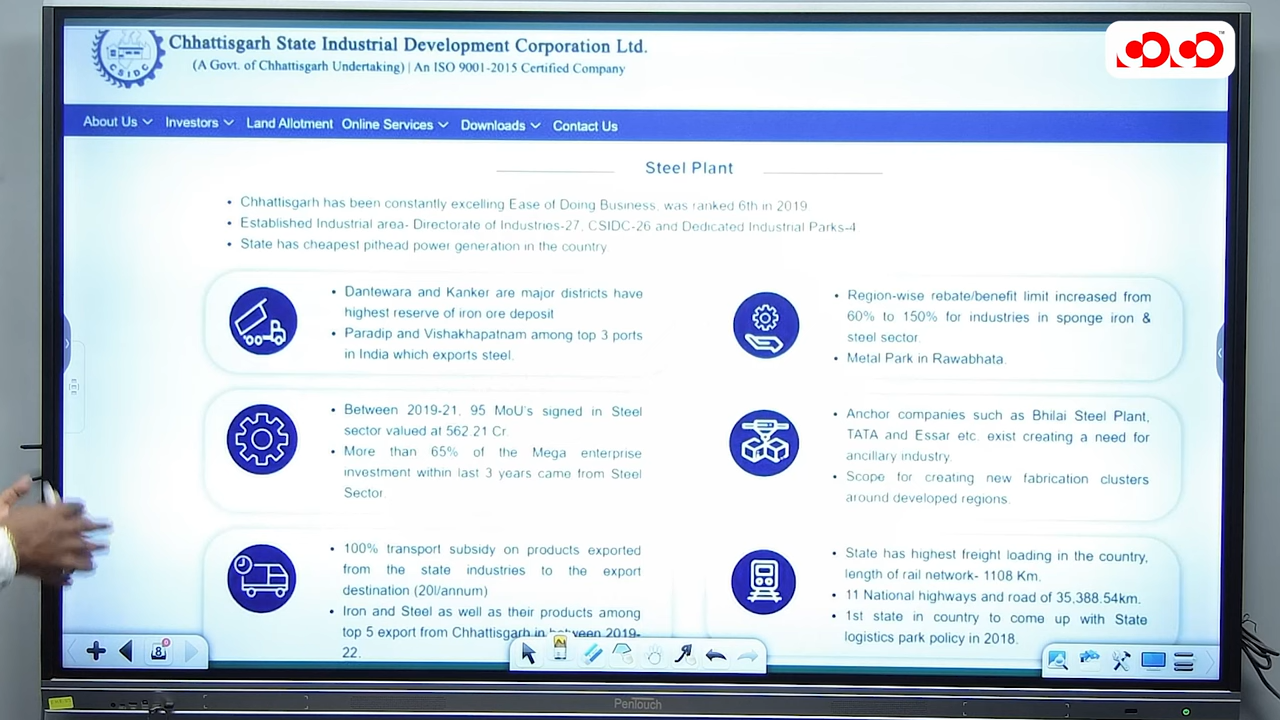 Chhattisgarh State Industrial Development Corporation Ltd.
(A Govt. of Chhattisgarh Undertaking) | An ISO 9001-2015 Certified Company
CSIDC
About Us Investors Land Allotment Online Services Downloads Contact Us
Steel Plant
• Chhattisgarh has been constantly excelling Ease of Doing Business, was ranked 6th in 2019
• Established Industrial area- Directorate of Industries-27, CSIDC-26 and Dedicated Industrial Parks-4
• State has cheapest pithead power generation in the country
• Dantewara and Kanker are major districts have
highest reserve of iron ore deposit
• Paradip and Vishakhapatnam among top 3 ports
in India which exports steel.
• Region-wise rebate/benefit limit increased from
60% to 150% for industries in sponge iron &
steel sector.
• Metal Park in Rawabhata.
• Between 2019-21, 95 MoU's signed in Steel
sector valued at 562.21 Cr.
• More than 65% of the Mega enterprise
investment within last 3 years came from Steel
Sector.
• Anchor companies such as Bhilai Steel Plant,
TATA and Essar etc. exist creating a need for
ancillary industry.
• Scope for creating new fabrication clusters
around developed regions.
• 100% transport subsidy on products exported
from the state industries to the export
destination (20l/annum)
• Iron and Steel as well as their products among
top 5 export from Chhattisgarh in between 2019-
22.
• State has highest freight loading in the country,
length of rail network- 1108 Km.
• 11 National highways and road of 35,388.54km.
• 1st state in country to come up with State
logistics park policy in 2018.
8
Penlouch